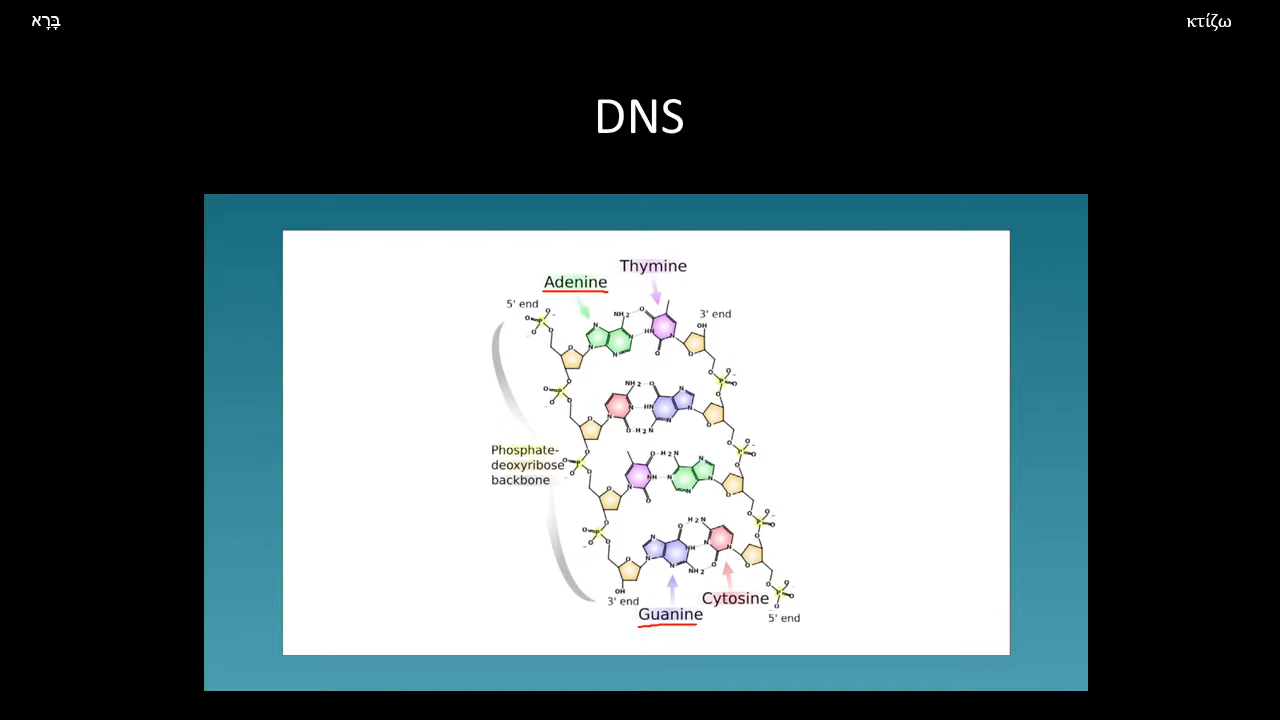 בָּרָא
κτίζω
DNS
Thymine
Adenine
5' end
3' end
Phosphate-
deoxyribose
backbone
3' end
Cytosine
Guanine
5' end